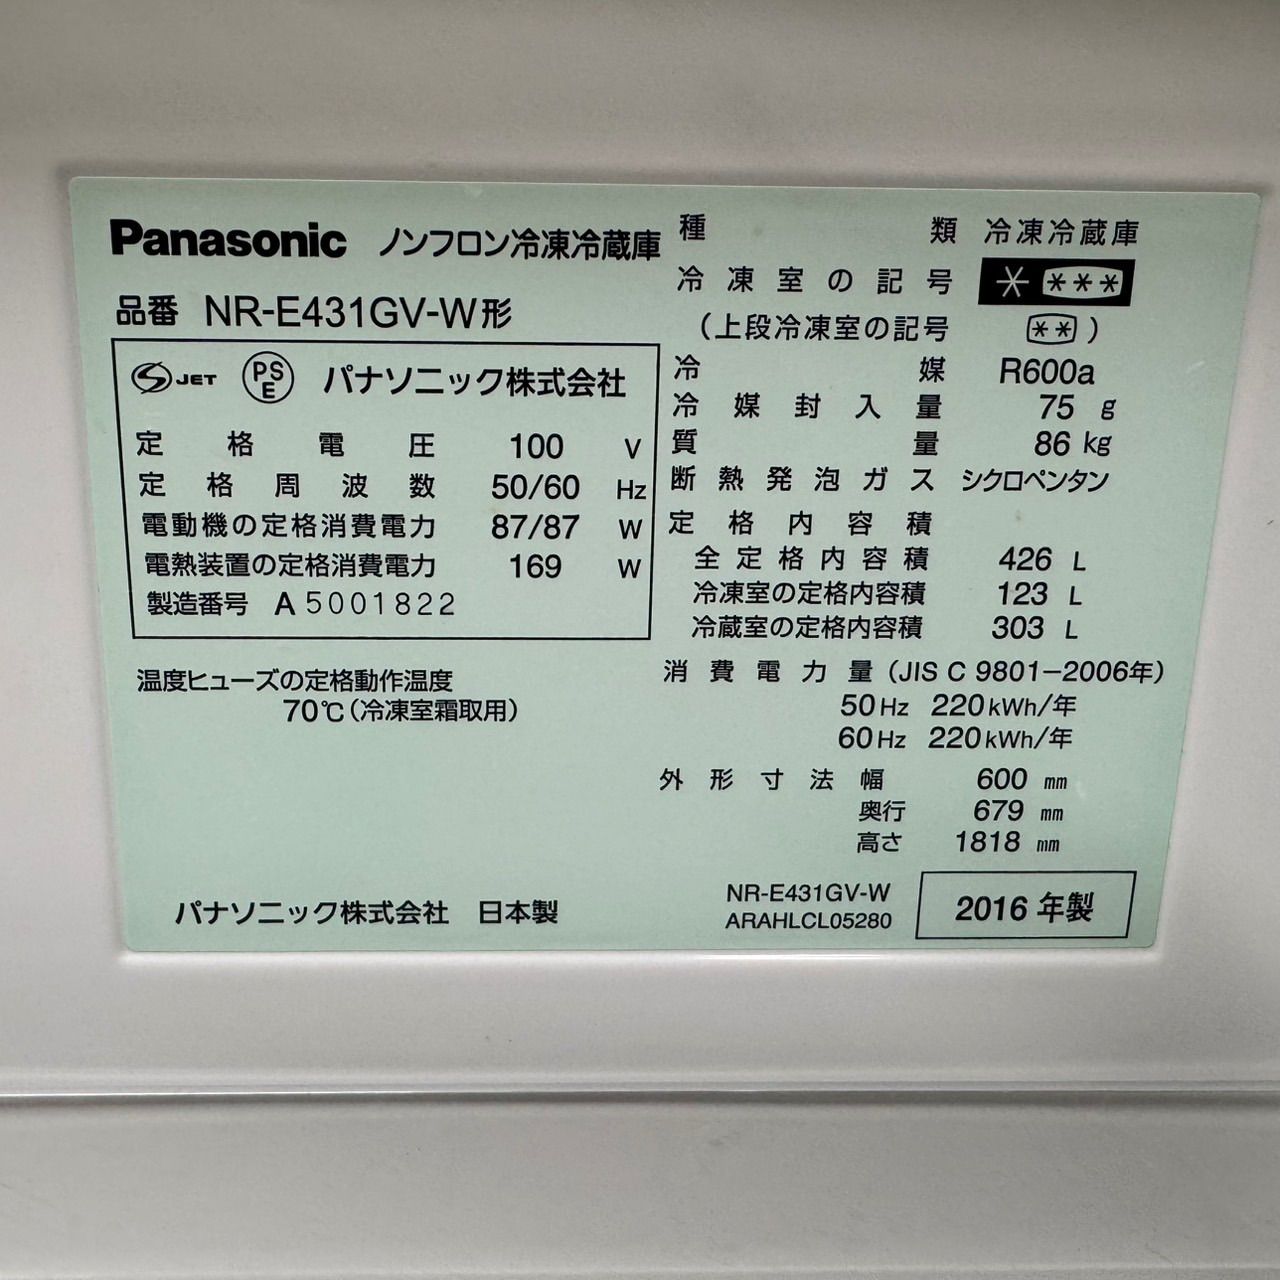 Panasonic ノンフロン冷凍冷蔵庫
品番 NR-E431GV-W形
S JET PSE パナソニック株式会社
定格電圧 100 V
定格周波数 50/60 Hz
電動機の定格消費電力 87/87 W
電熱装置の定格消費電力 169 W
製造番号 A 5001822
温度ヒューズの定格動作温度
70℃(冷凍室霜取用)
パナソニック株式会社 日本製
種類 冷凍冷蔵庫
冷凍室の記号 * ***
(上段冷凍室の記号 **)
冷媒 R600a
冷媒封入量 75 g
質量 86 kg
断熱発泡ガス シクロペンタン
定格内容積
全定格内容積 426 L
冷凍室の定格内容積 123 L
冷蔵室の定格内容積 303 L
消費電力量(JIS C 9801-2006年)
50Hz 220kWh/年
60Hz 220kWh/年
外形寸法幅 600 mm
奥行 679 mm
高さ 1818 mm
NR-E431GV-W
ARAHLCL05280
2016年製